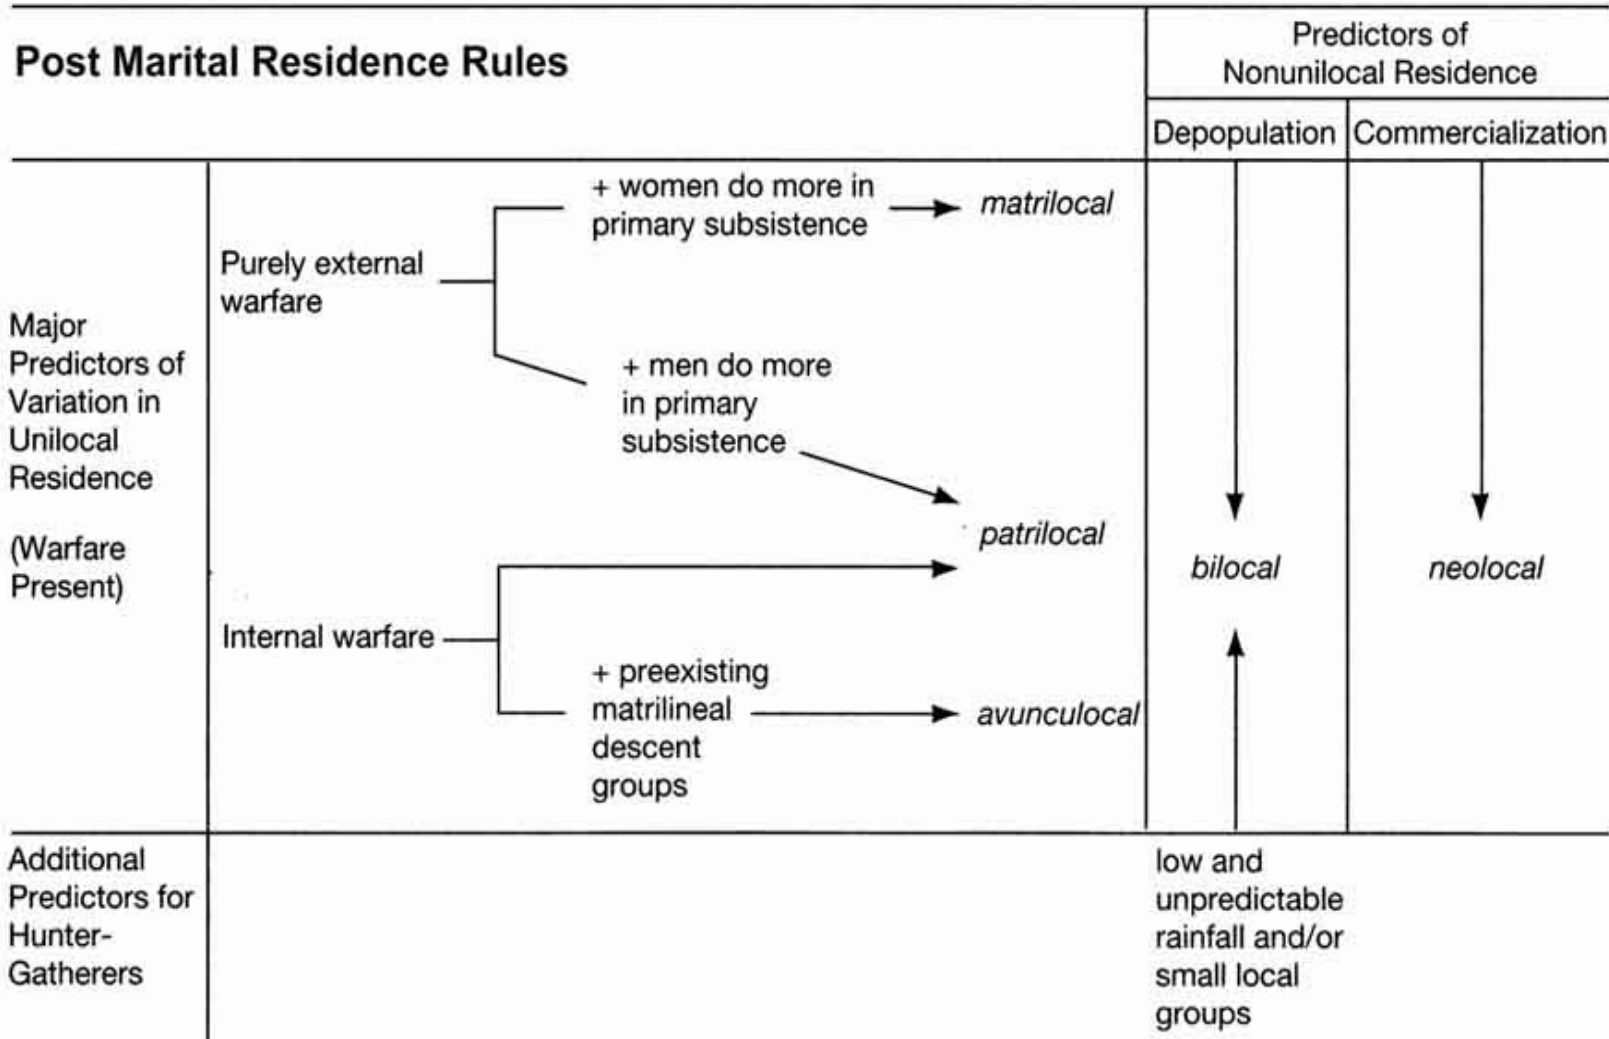 Post Marital Residence Rules
Predictors of
Nonunilocal Residence
Depopulation
Commercialization
Major
Predictors of
Variation in
Unilocal
Residence
(Warfare
Present)
Purely external
warfare
+ women do more in
primary subsistence
matrilocal
+ men do more
in primary
subsistence
patrilocal
Internal warfare
+ preexisting
matrilineal
descent
groups
avunculocal
bilocal
neolocal
Additional
Predictors for
Hunter-
Gatherers
low and
unpredictable
rainfall and/or
small local
groups